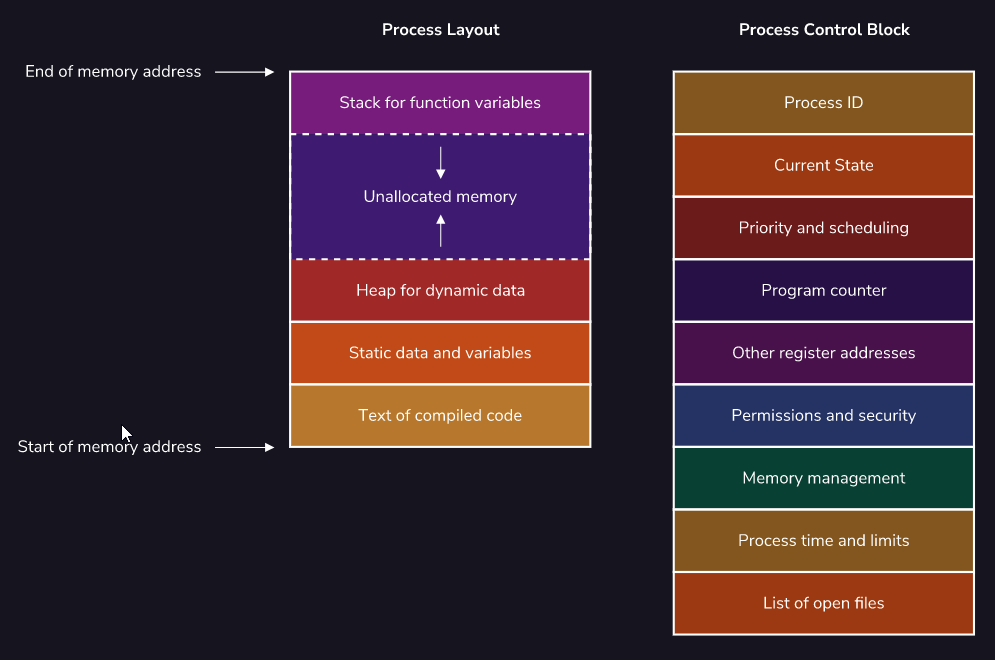 Process Layout
Process Control Block
End of memory address
Stack for function variables
Unallocated memory
Heap for dynamic data
Static data and variables
Text of compiled code
Start of memory address
Process ID
Current State
Priority and scheduling
Program counter
Other register addresses
Permissions and security
Memory management
Process time and limits
List of open files